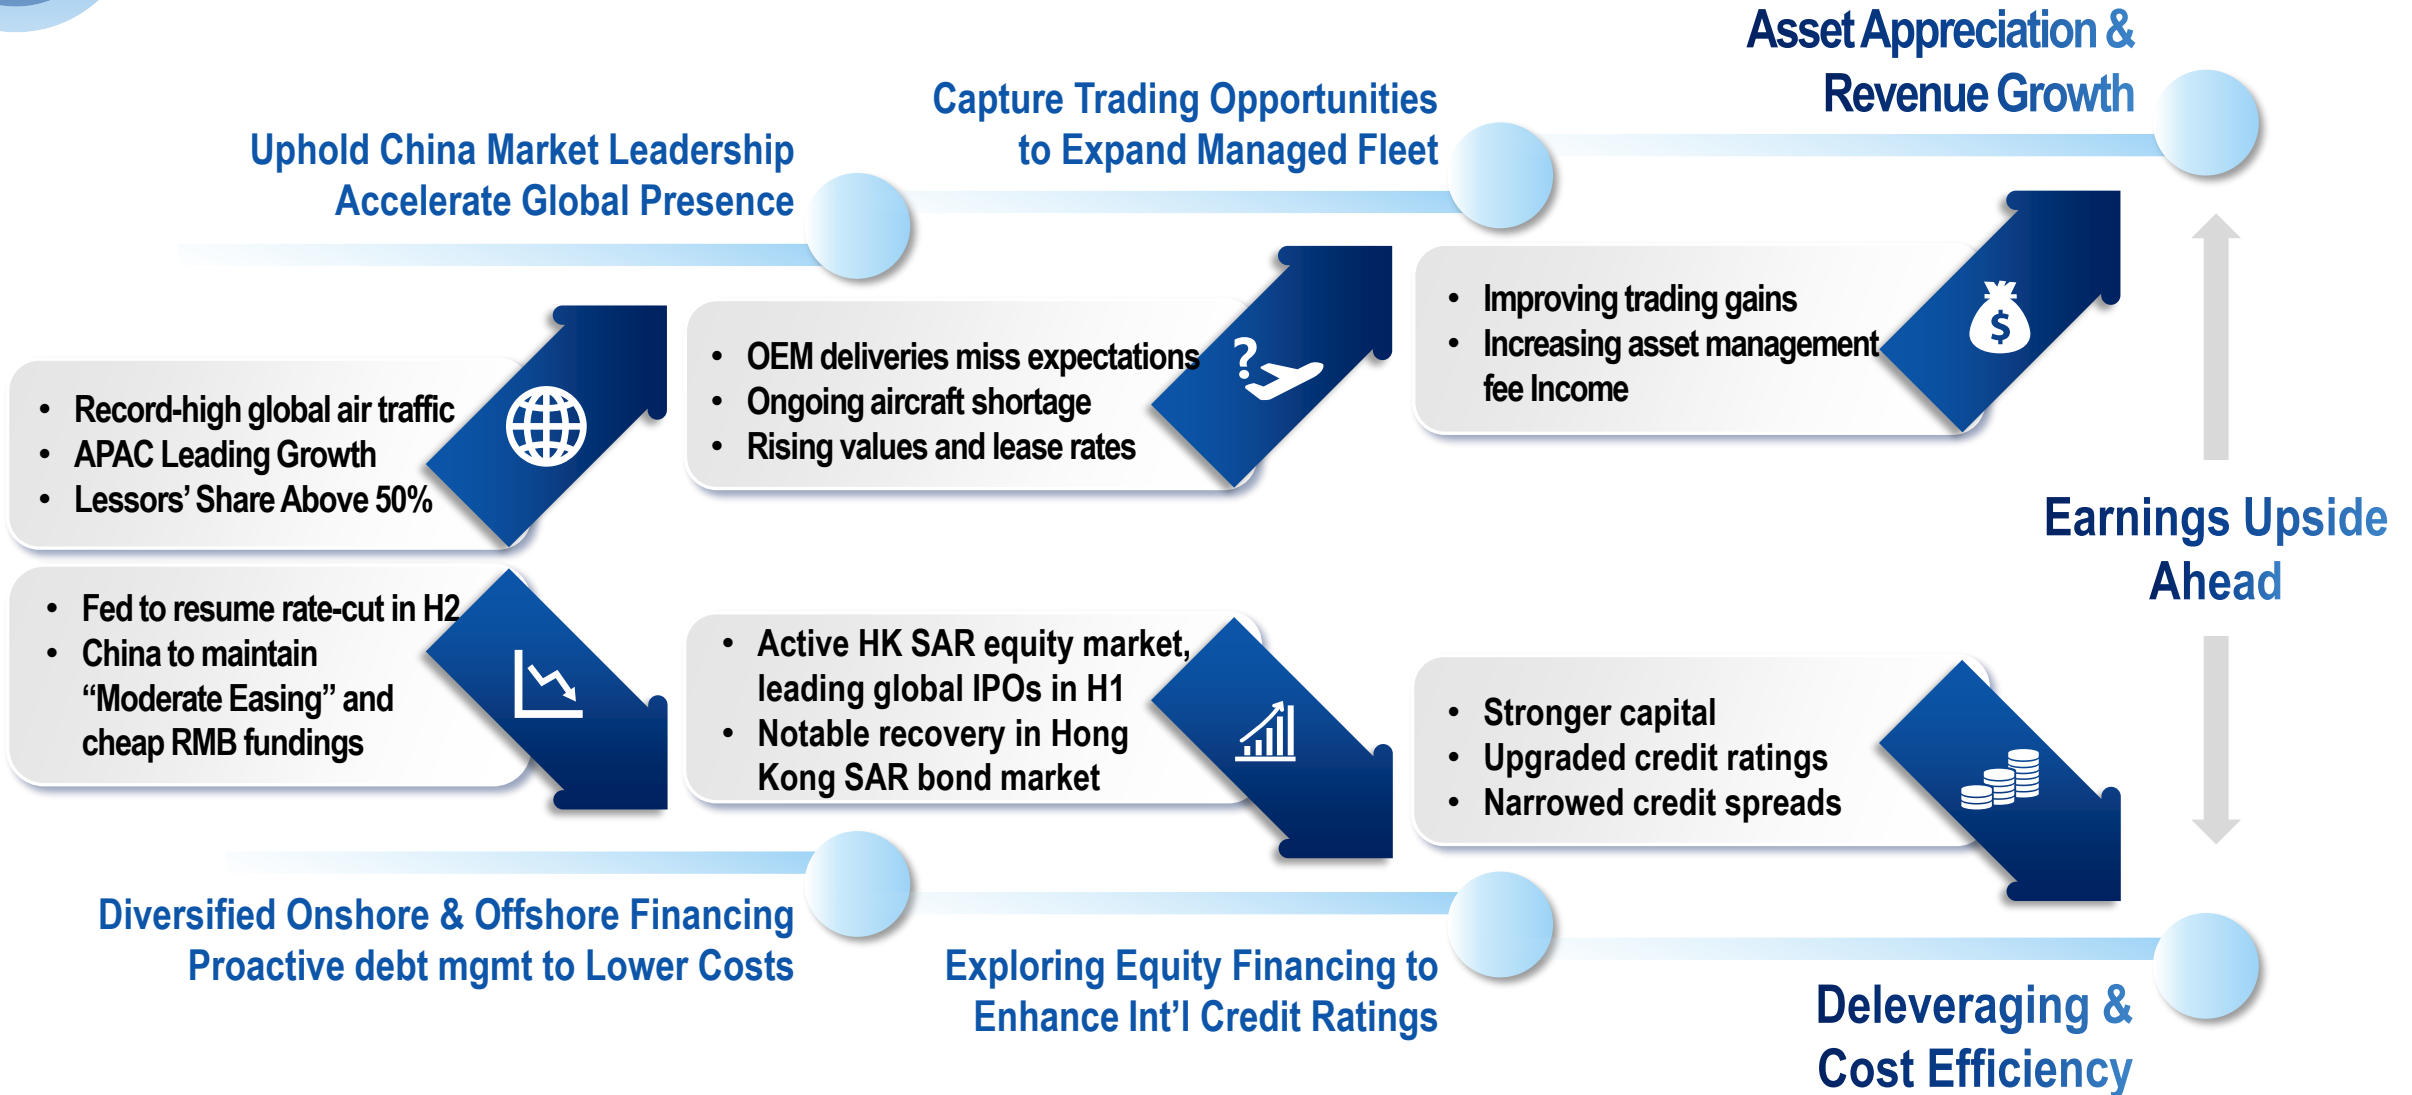 Asset Appreciation &
Revenue Growth
Capture Trading Opportunities
to Expand Managed Fleet
Uphold China Market Leadership
Accelerate Global Presence
• Record-high global air traffic
• APAC Leading Growth
• Lessors’ Share Above 50%
• OEM deliveries miss expectations
• Ongoing aircraft shortage
• Rising values and lease rates
?
• Improving trading gains
• Increasing asset management
fee Income
$
Earnings Upside
Ahead
• Fed to resume rate-cut in H2
• China to maintain
“Moderate Easing” and
cheap RMB fundings
• Active HK SAR equity market,
leading global IPOs in H1
• Notable recovery in Hong
Kong SAR bond market
• Stronger capital
• Upgraded credit ratings
• Narrowed credit spreads
Diversified Onshore & Offshore Financing
Proactive debt mgmt to Lower Costs
Exploring Equity Financing to
Enhance Int’l Credit Ratings
Deleveraging &
Cost Efficiency